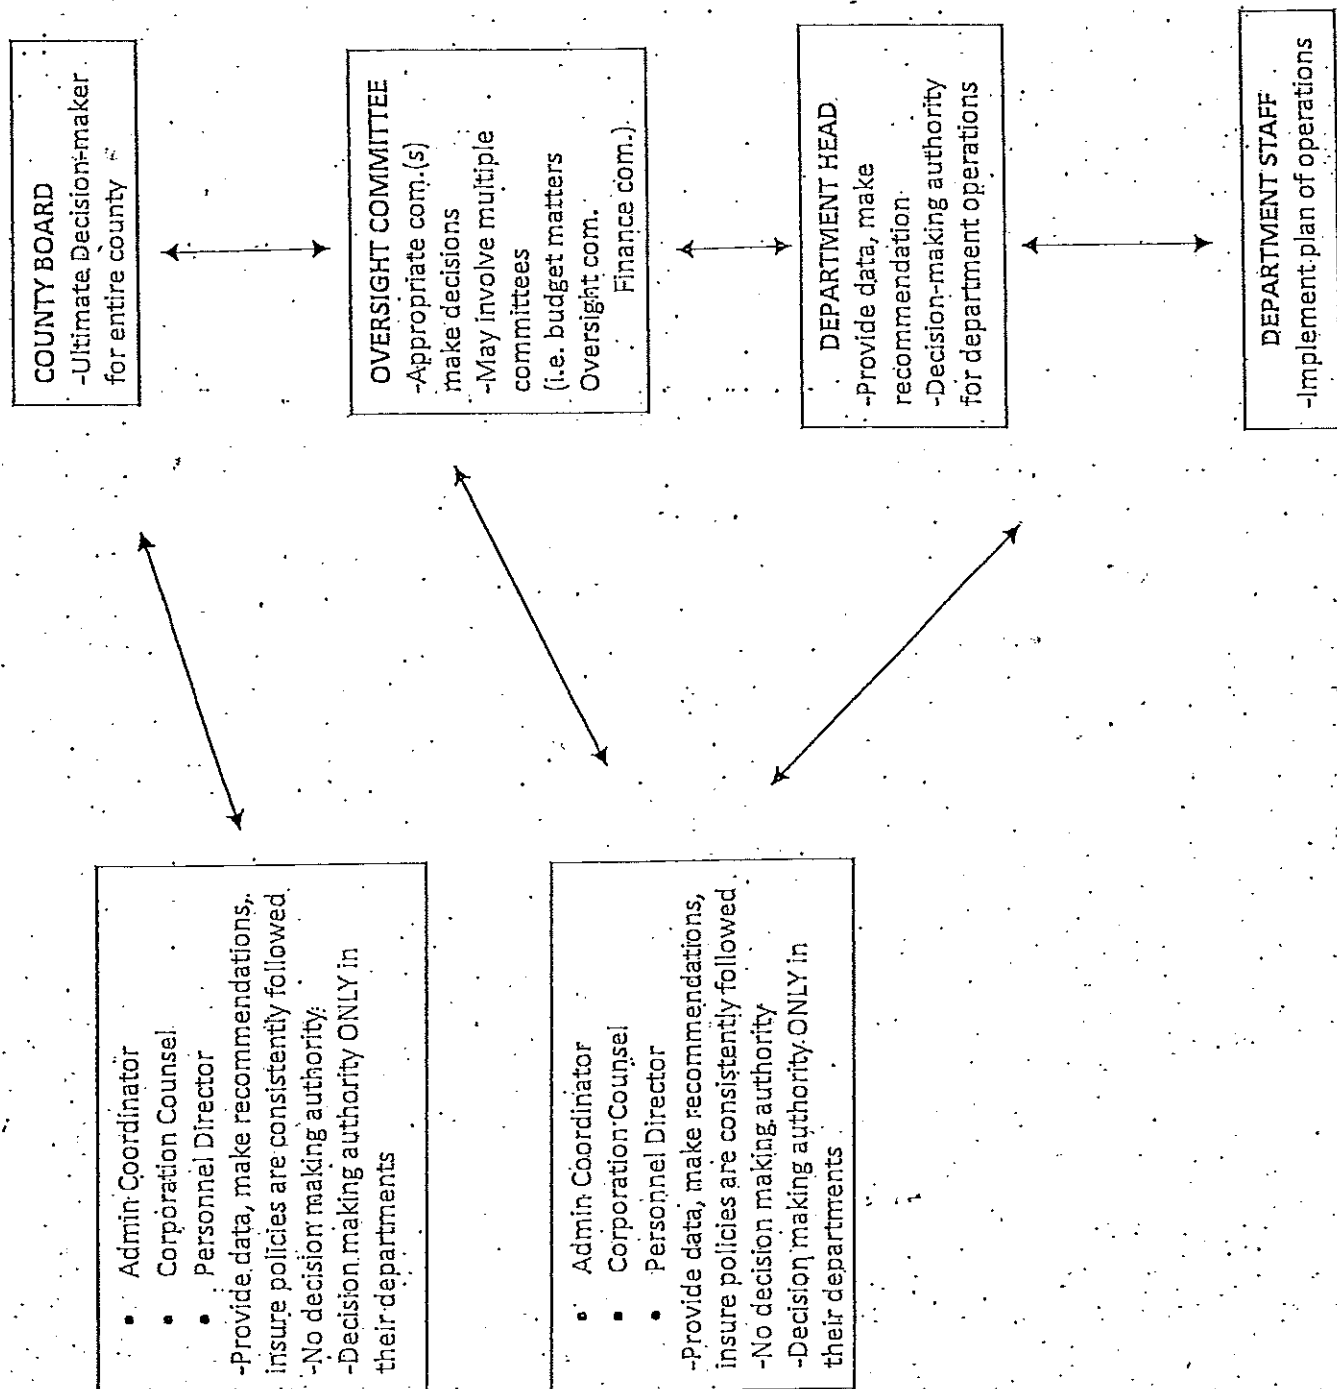 COUNTY BOARD
-Ultimate Decision-maker
for entire county
OVERSIGHT COMMITTEE
-Appropriate com.(s)
make decisions
-May involve multiple
committees
(i.e. budget matters
Oversight com.
Finance com.)
DEPARTMENT HEAD
-Provide data, make
recommendation
-Decision-making authority
for department operations
DEPARTMENT STAFF
-Implement plan of operations
• Admin Coordinator
• Corporation Counsel
• Personnel Director
-Provide data, make recommendations,
insure policies are consistently followed
-No decision making authority
-Decision making authority ONLY in
their departments
• Admin Coordinator
• Corporation Counsel
• Personnel Director
-Provide data, make recommendations,
insure policies are consistently followed
-No decision making authority
-Decision making authority ONLY in
their departments